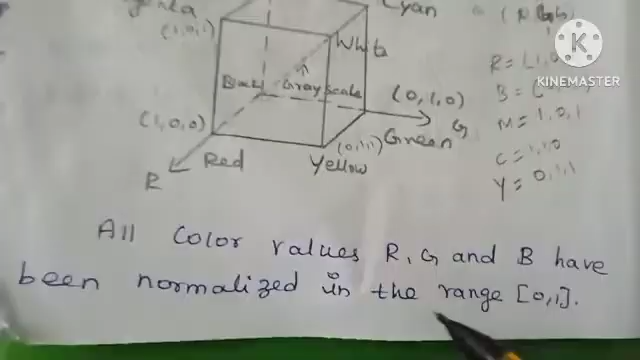 Cyan
(1,0,1)
White
R = (1,0
KINEMASTER
Black Gray scale
(0,1,0)
B = (
M = 1,0,1
(1,0,0)
Green G
(0,1,1)
C = 1,1,0
Red
Yellow
Y = 0,1,1
R
All color values R, G and B have
been normalized in the range [0,1].